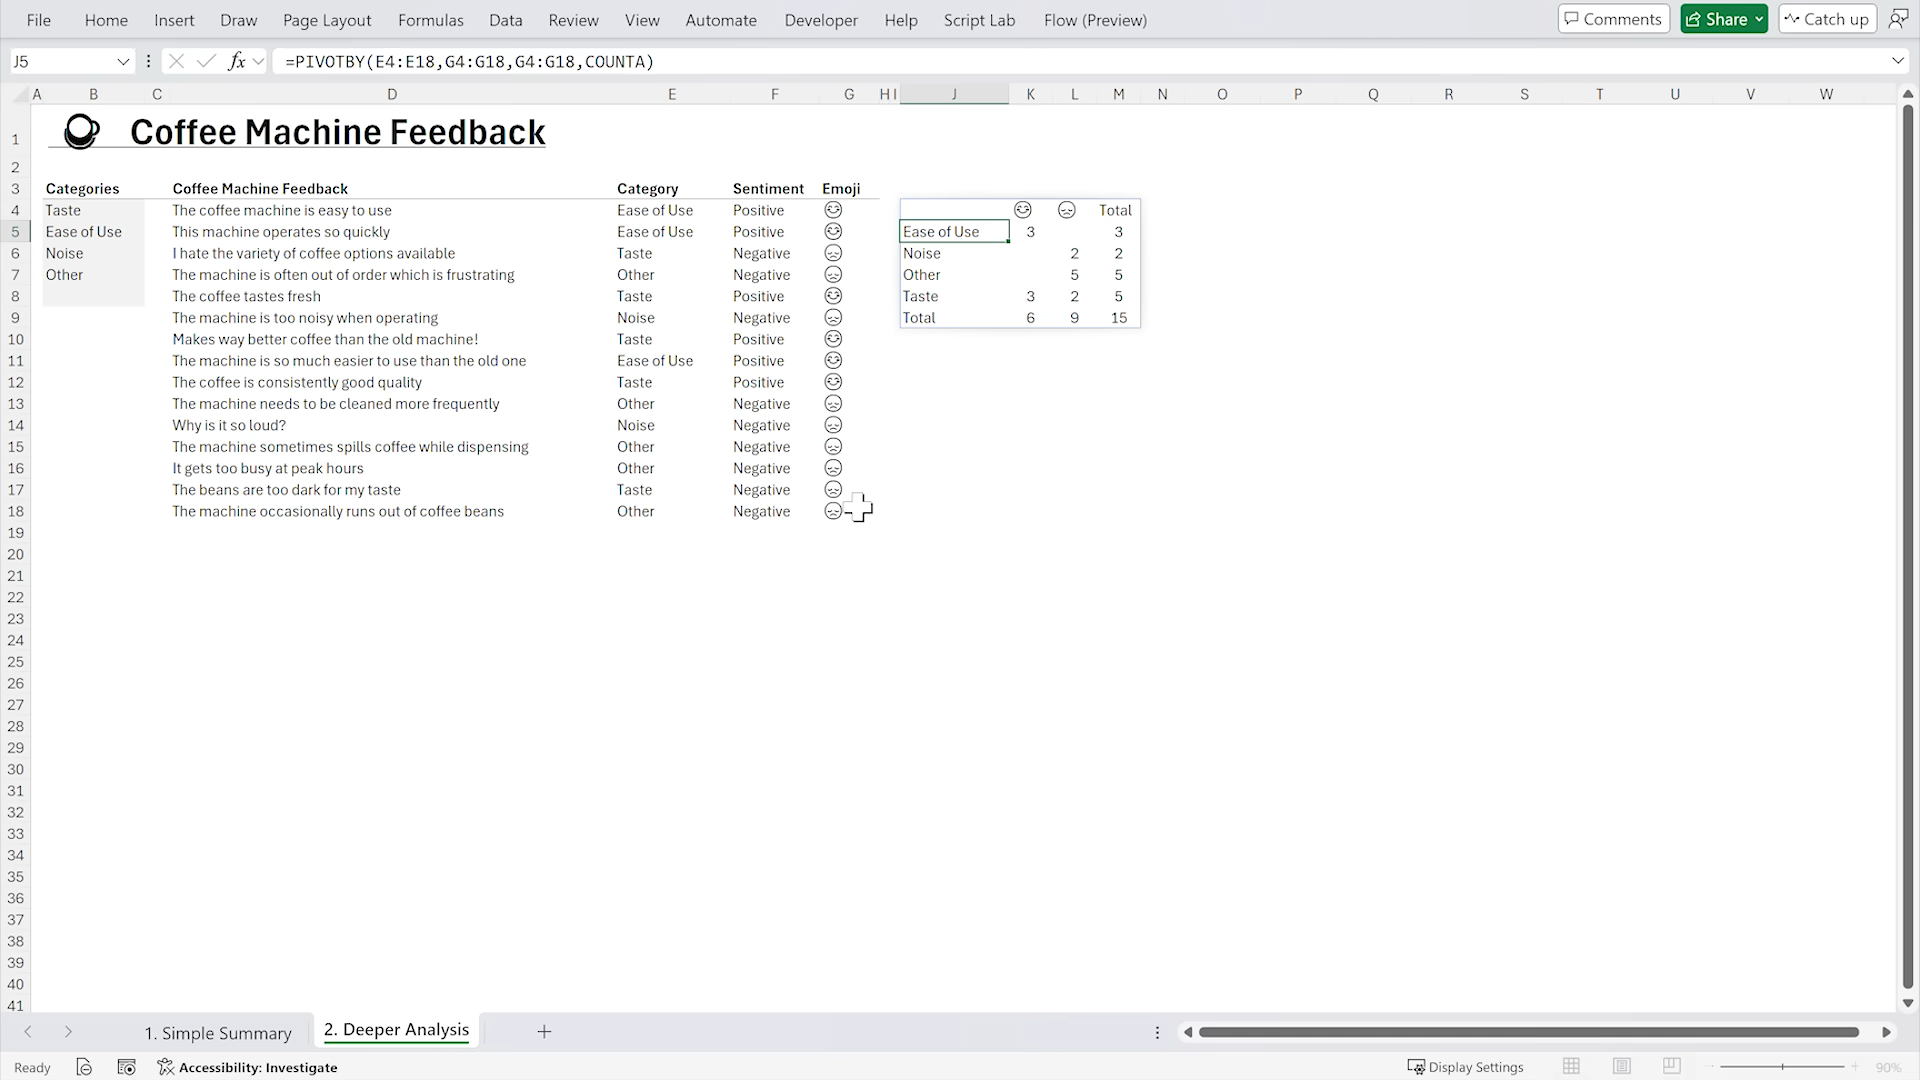 File Home Insert Draw Page Layout Formulas Data Review View Automate Developer Help Script Lab Flow (Preview) Comments Share Catch up
J5 fx =PIVOTBY(E4:E18,G4:G18,G4:G18,COUNTA)
A B C D E F G H I J K L M N O P Q R S T U V W
1 Coffee Machine Feedback
2
3 Categories Coffee Machine Feedback Category Sentiment Emoji
4 Taste The coffee machine is easy to use Ease of Use Positive 😊 😊 😞 Total
5 Ease of Use This machine operates so quickly Ease of Use Positive 😊 Ease of Use 3 3
6 Noise I hate the variety of coffee options available Taste Negative 😞 Noise 2 2
7 Other The machine is often out of order which is frustrating Other Negative 😞 Other 5 5
8 The coffee tastes fresh Taste Positive 😊 Taste 3 2 5
9 The machine is too noisy when operating Noise Negative 😞 Total 6 9 15
10 Makes way better coffee than the old machine! Taste Positive 😊
11 The machine is so much easier to use than the old one Ease of Use Positive 😊
12 The coffee is consistently good quality Taste Positive 😊
13 The machine needs to be cleaned more frequently Other Negative 😞
14 Why is it so loud? Noise Negative 😞
15 The machine sometimes spills coffee while dispensing Other Negative 😞
16 It gets too busy at peak hours Other Negative 😞
17 The beans are too dark for my taste Taste Negative 😞
18 The machine occasionally runs out of coffee beans Other Negative 😞
19
20
21
22
23
24
25
26
27
28
29
30
31
32
33
34
35
36
37
38
39
40
41
1. Simple Summary 2. Deeper Analysis
Ready Accessibility: Investigate Display Settings 90%